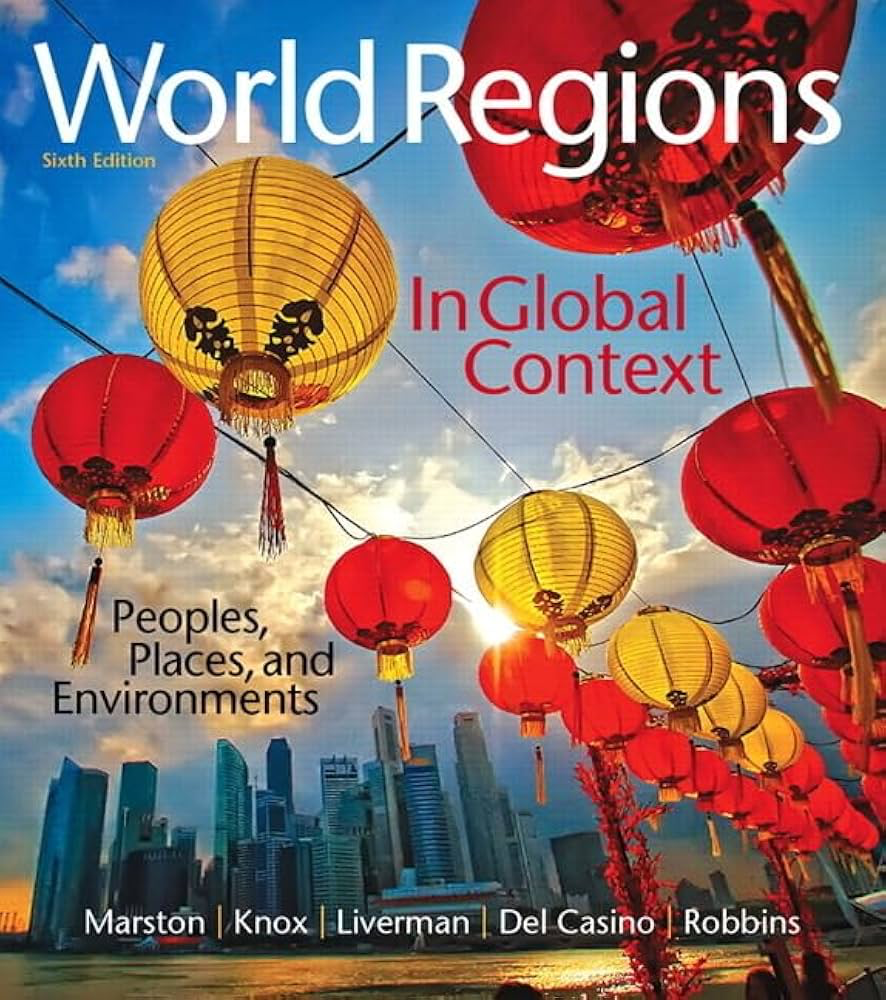 World Regions
Sixth Edition
In Global
Context
Peoples,
Places, and
Environments
Marston | Knox | Liverman | Del Casino | Robbins